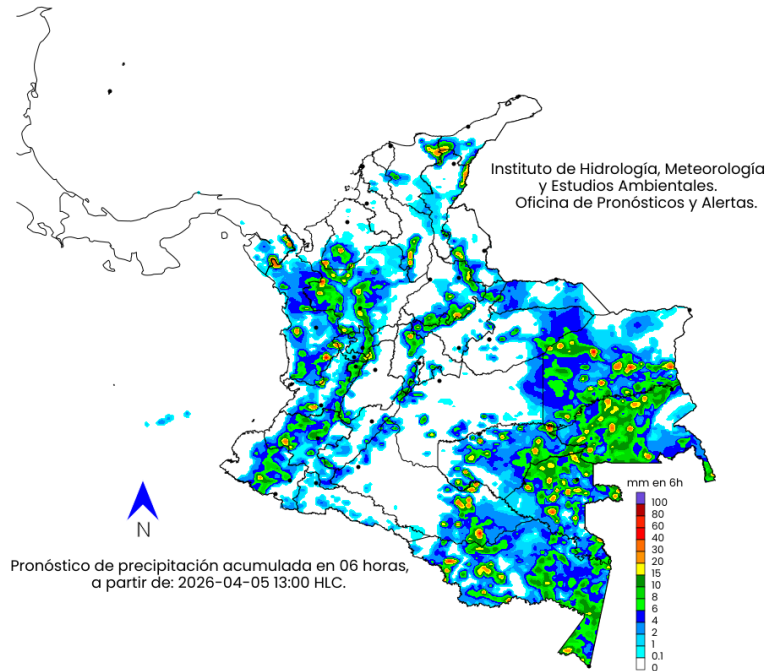 Instituto de Hidrología, Meteorología
y Estudios Ambientales.
Oficina de Pronósticos y Alertas.
mm en 6h
100
80
60
40
30
20
15
10
8
6
4
2
1
0.1
0
N
Pronóstico de precipitación acumulada en 06 horas,
a partir de: 2026-04-05 13:00 HLC.